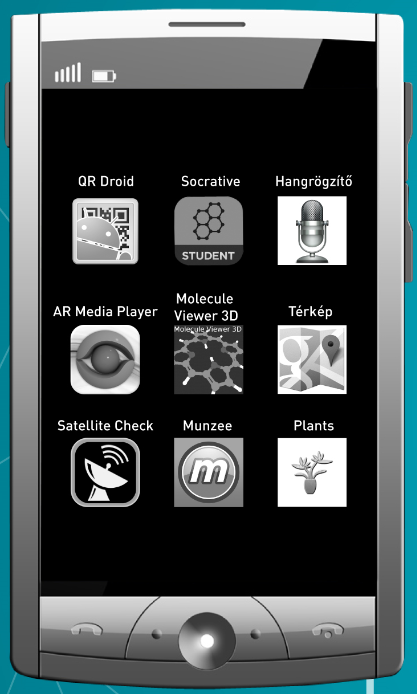 QR Droid
Socrative
Hangrögzítő
STUDENT
AR Media Player
Molecule
Viewer 3D
Térkép
Molecule Viewer 3D
Satellite Check
Munzee
Plants
m